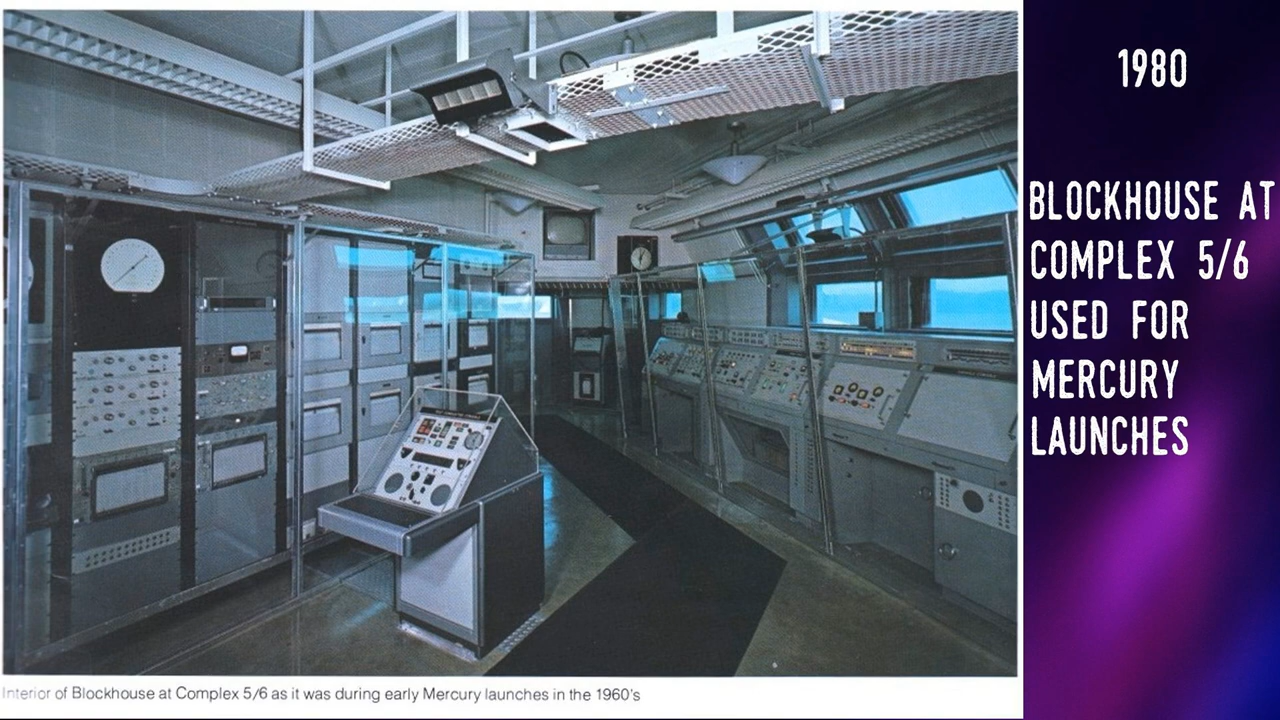 1980
BLOCKHOUSE AT
COMPLEX 5/6
USED FOR
MERCURY
LAUNCHES
Interior of Blockhouse at Complex 5/6 as it was during early Mercury launches in the 1960's